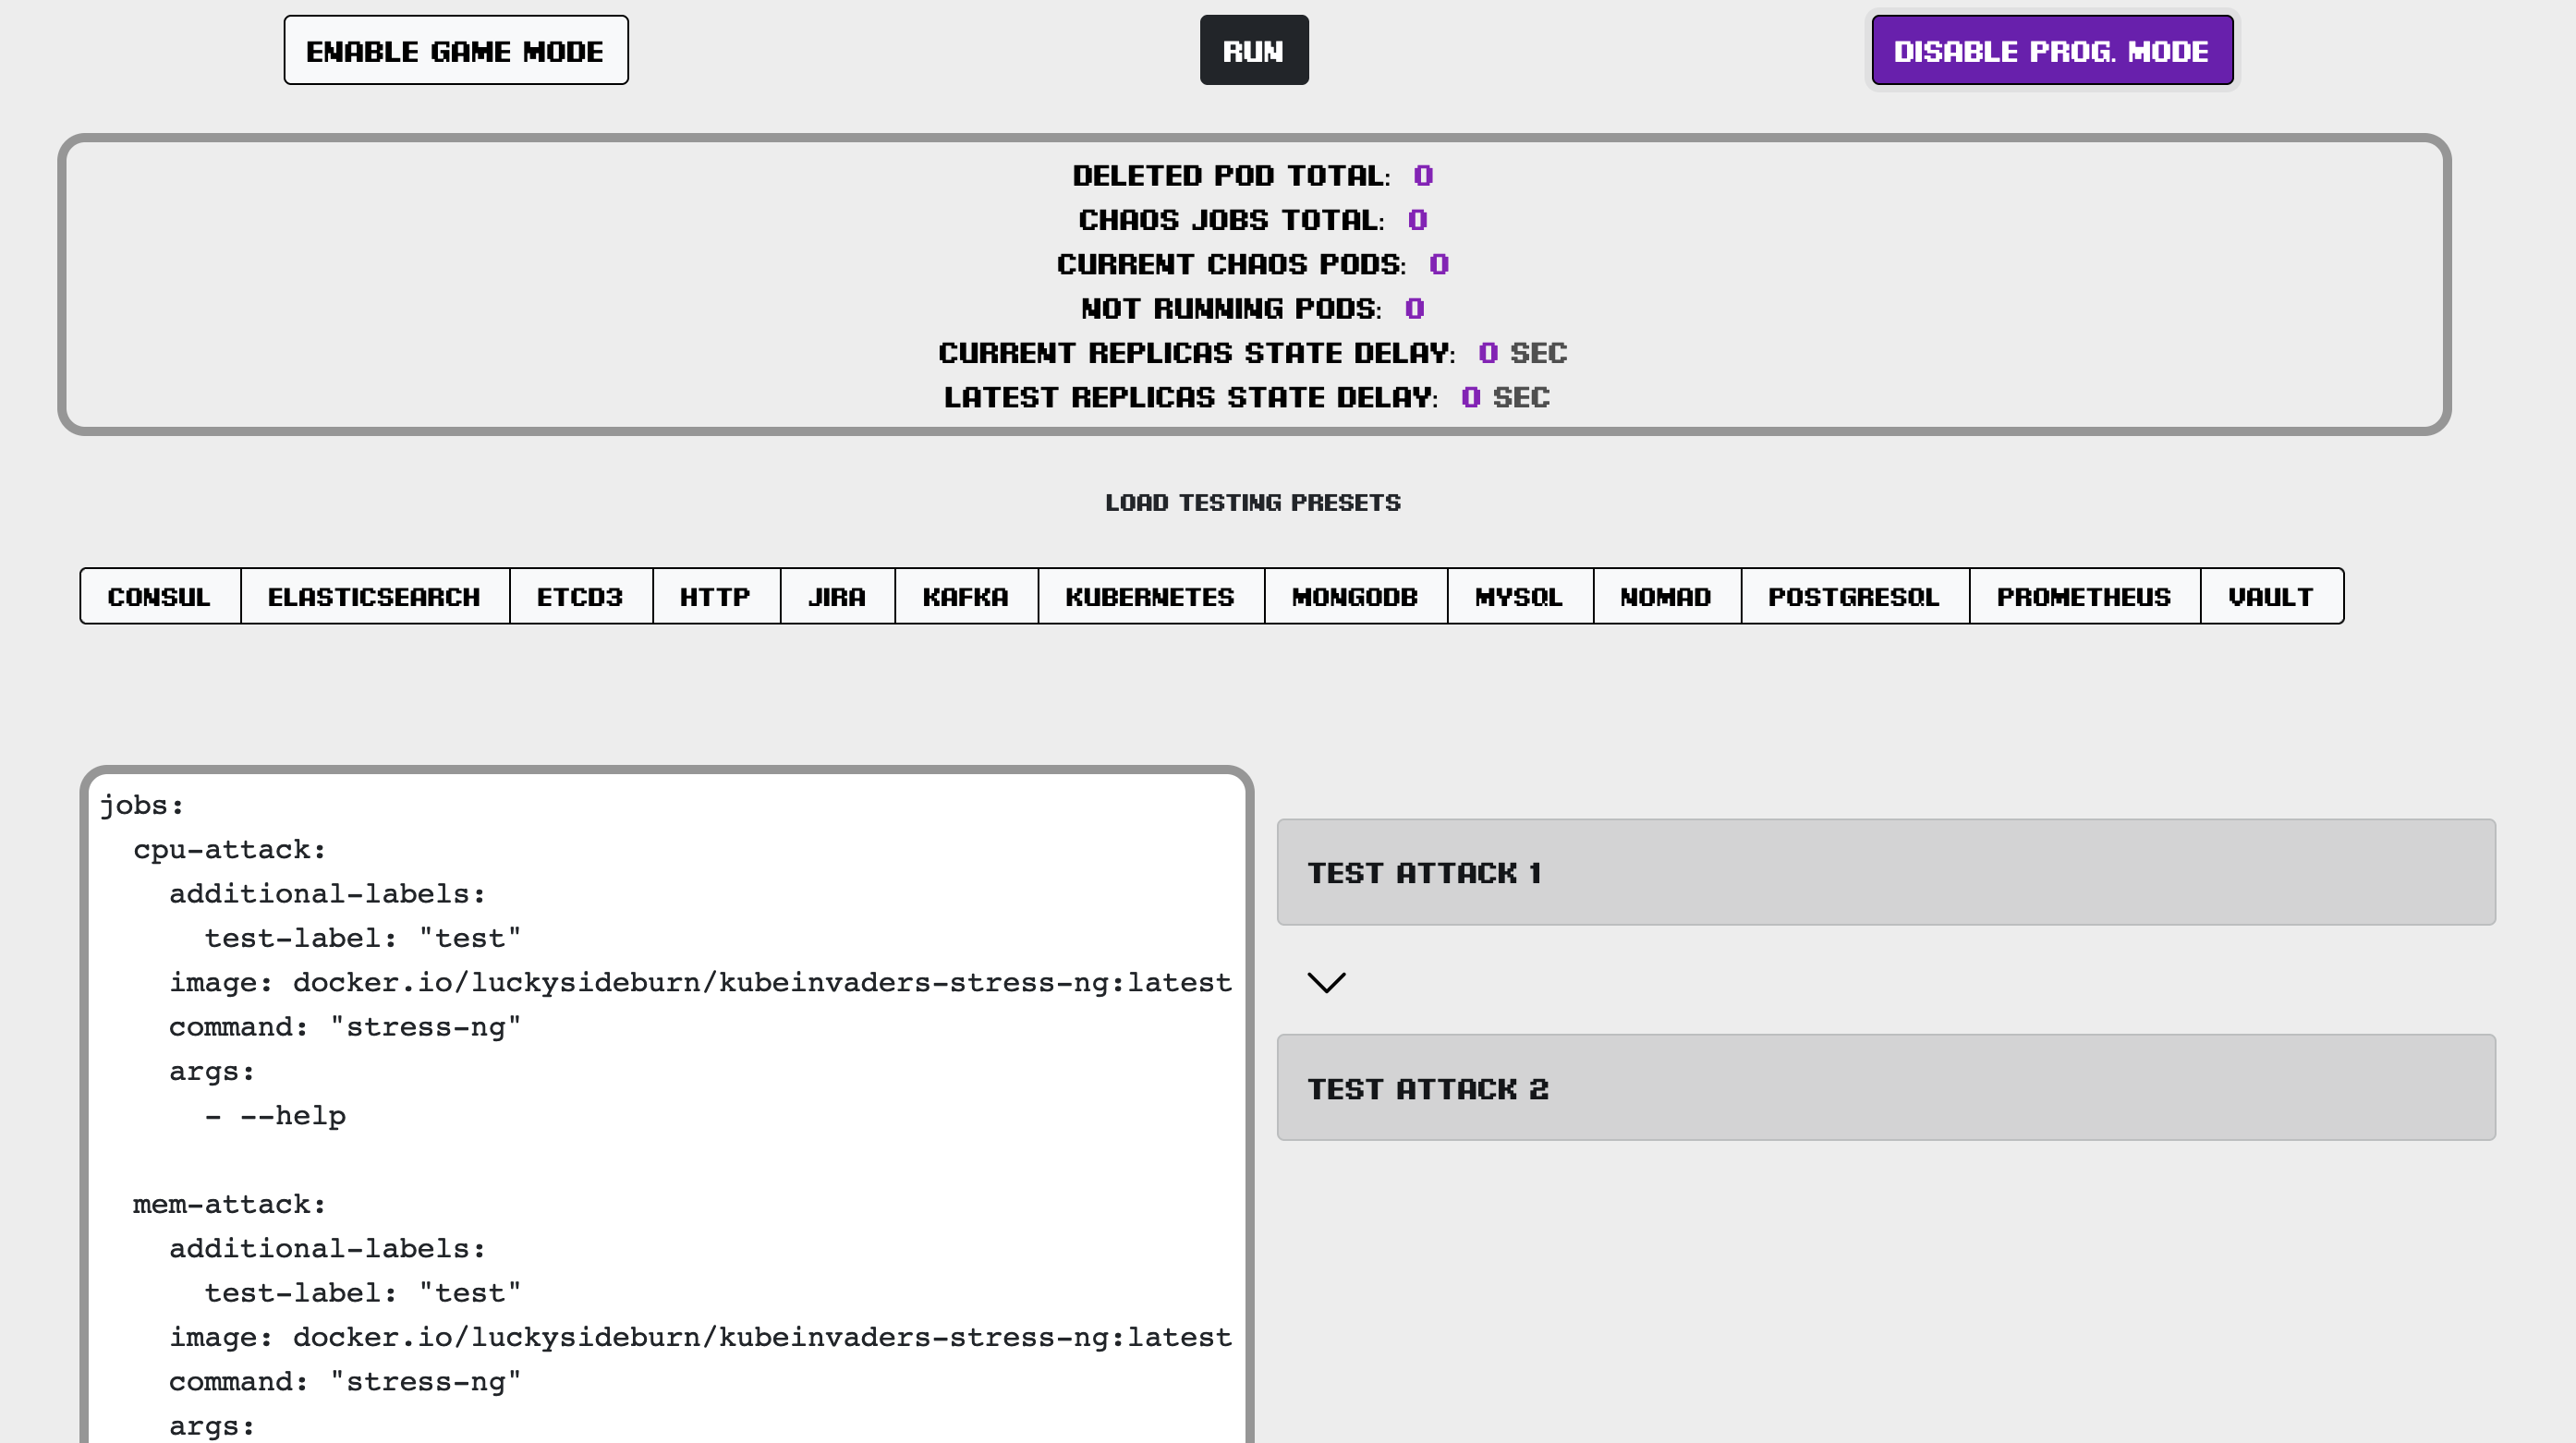 ENABLE GAME MODE
RUN
DISABLE PROG. MODE
DELETED POD TOTAL: 0
CHAOS JOBS TOTAL: 0
CURRENT CHAOS PODS: 0
NOT RUNNING PODS: 0
CURRENT REPLICAS STATE DELAY: 0 SEC
LATEST REPLICAS STATE DELAY: 0 SEC
LOAD TESTING PRESETS
CONSUL ELASTICSEARCH ETCD3 HTTP JIRA KAFKA KUBERNETES MONGODB MYSQL NOMAD POSTGRESQL PROMETHEUS VAULT
jobs:
  cpu-attack:
    additional-labels:
      test-label: "test"
    image: docker.io/luckysideburn/kubeinvaders-stress-ng:latest
    command: "stress-ng"
    args:
      - --help
  mem-attack:
    additional-labels:
      test-label: "test"
    image: docker.io/luckysideburn/kubeinvaders-stress-ng:latest
    command: "stress-ng"
    args:
TEST ATTACK 1
TEST ATTACK 2